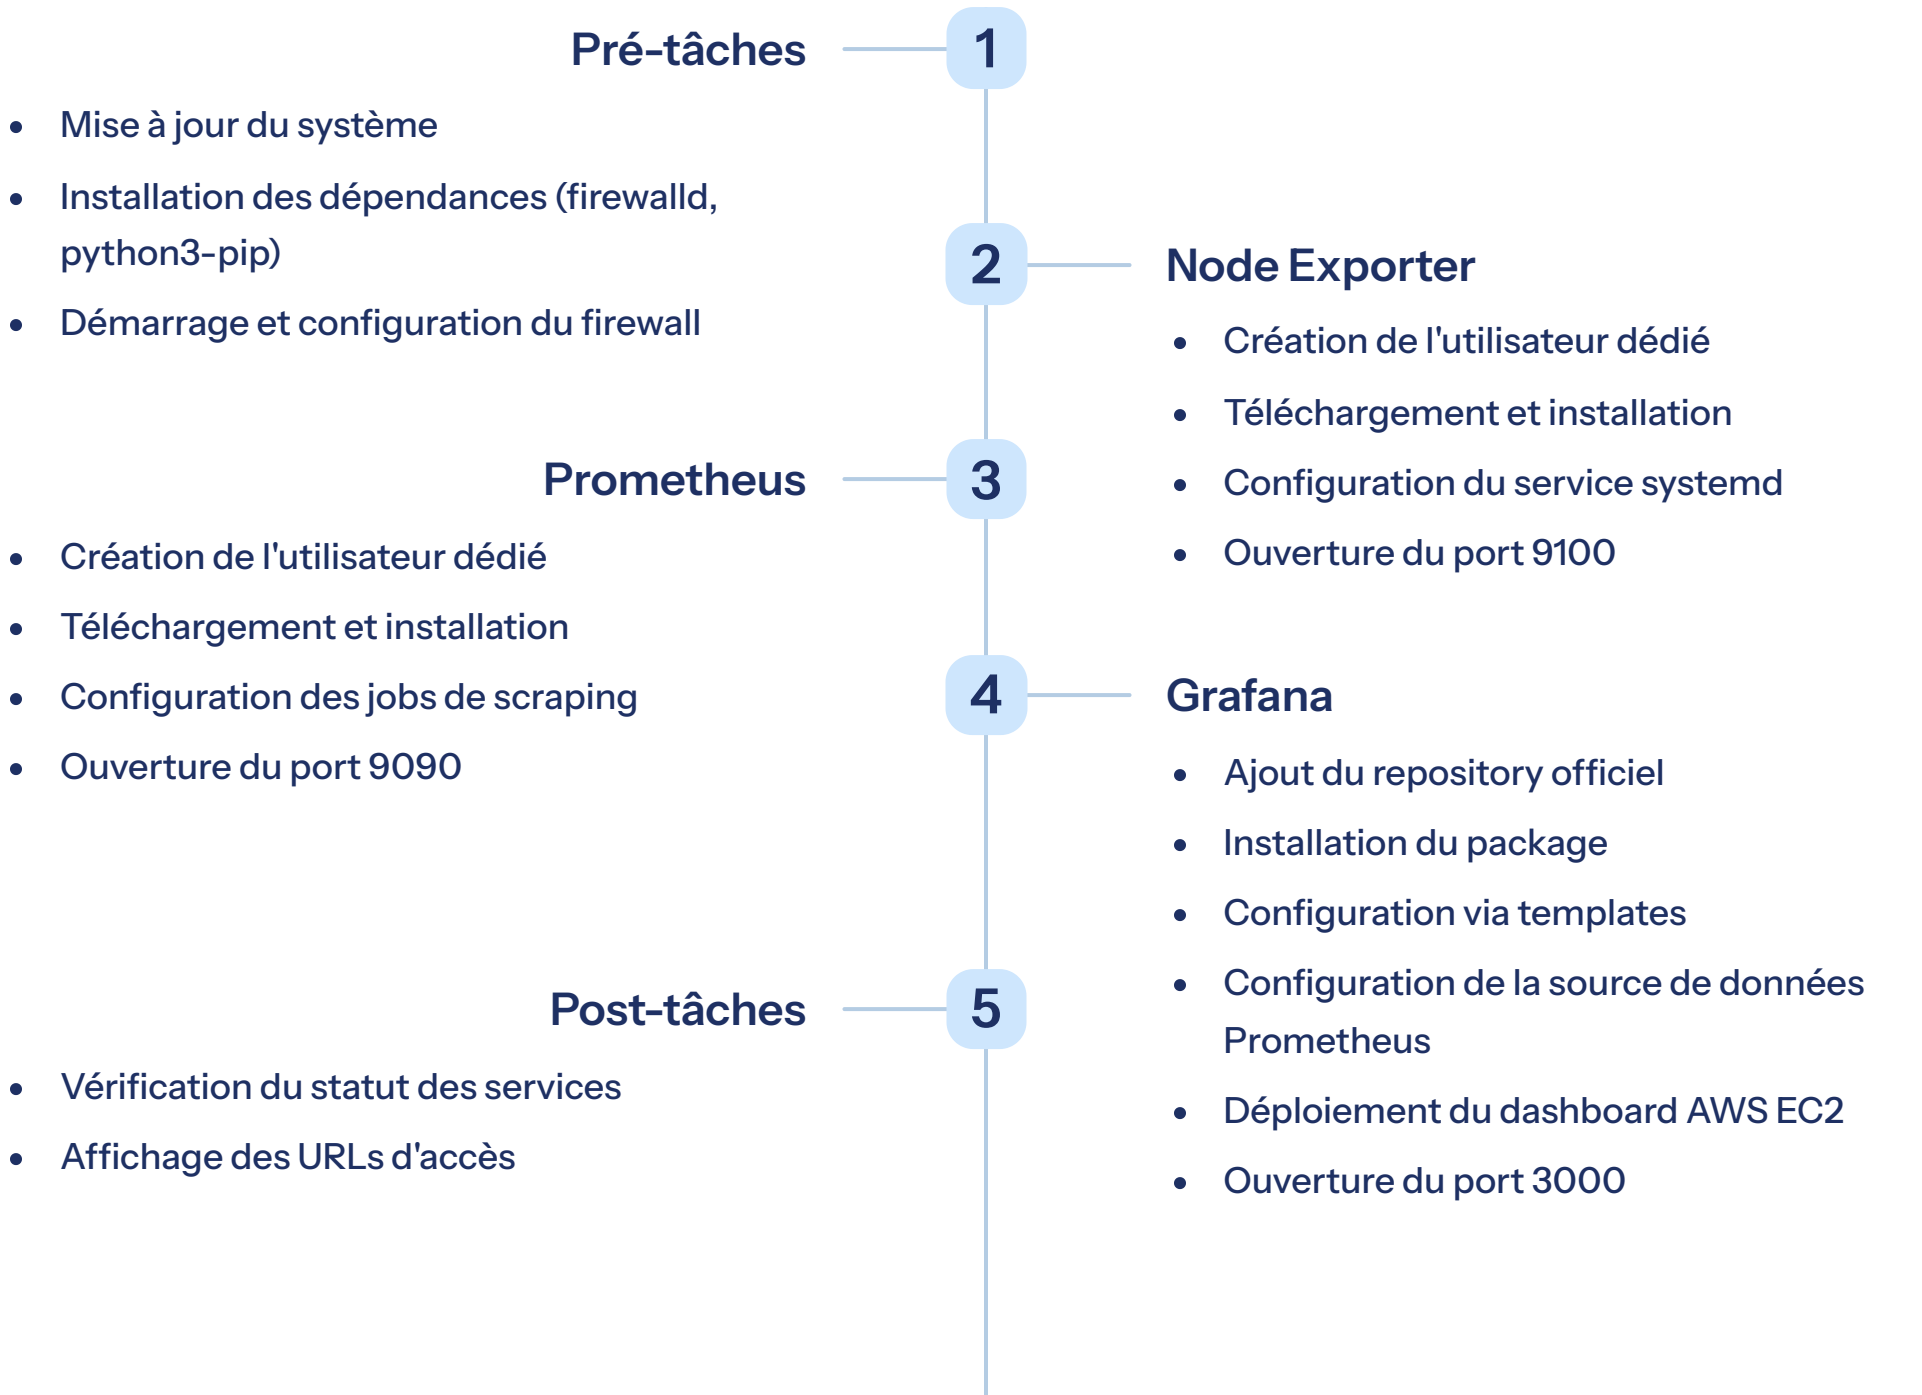 Pré-tâches
1
• Mise à jour du système
• Installation des dépendances (firewalld,
python3-pip)
• Démarrage et configuration du firewall
2
Node Exporter
• Création de l'utilisateur dédié
• Téléchargement et installation
• Configuration du service systemd
• Ouverture du port 9100
Prometheus
3
• Création de l'utilisateur dédié
• Téléchargement et installation
• Configuration des jobs de scraping
• Ouverture du port 9090
4
Grafana
• Ajout du repository officiel
• Installation du package
• Configuration via templates
• Configuration de la source de données
Prometheus
• Déploiement du dashboard AWS EC2
• Ouverture du port 3000
Post-tâches
5
• Vérification du statut des services
• Affichage des URLs d'accès